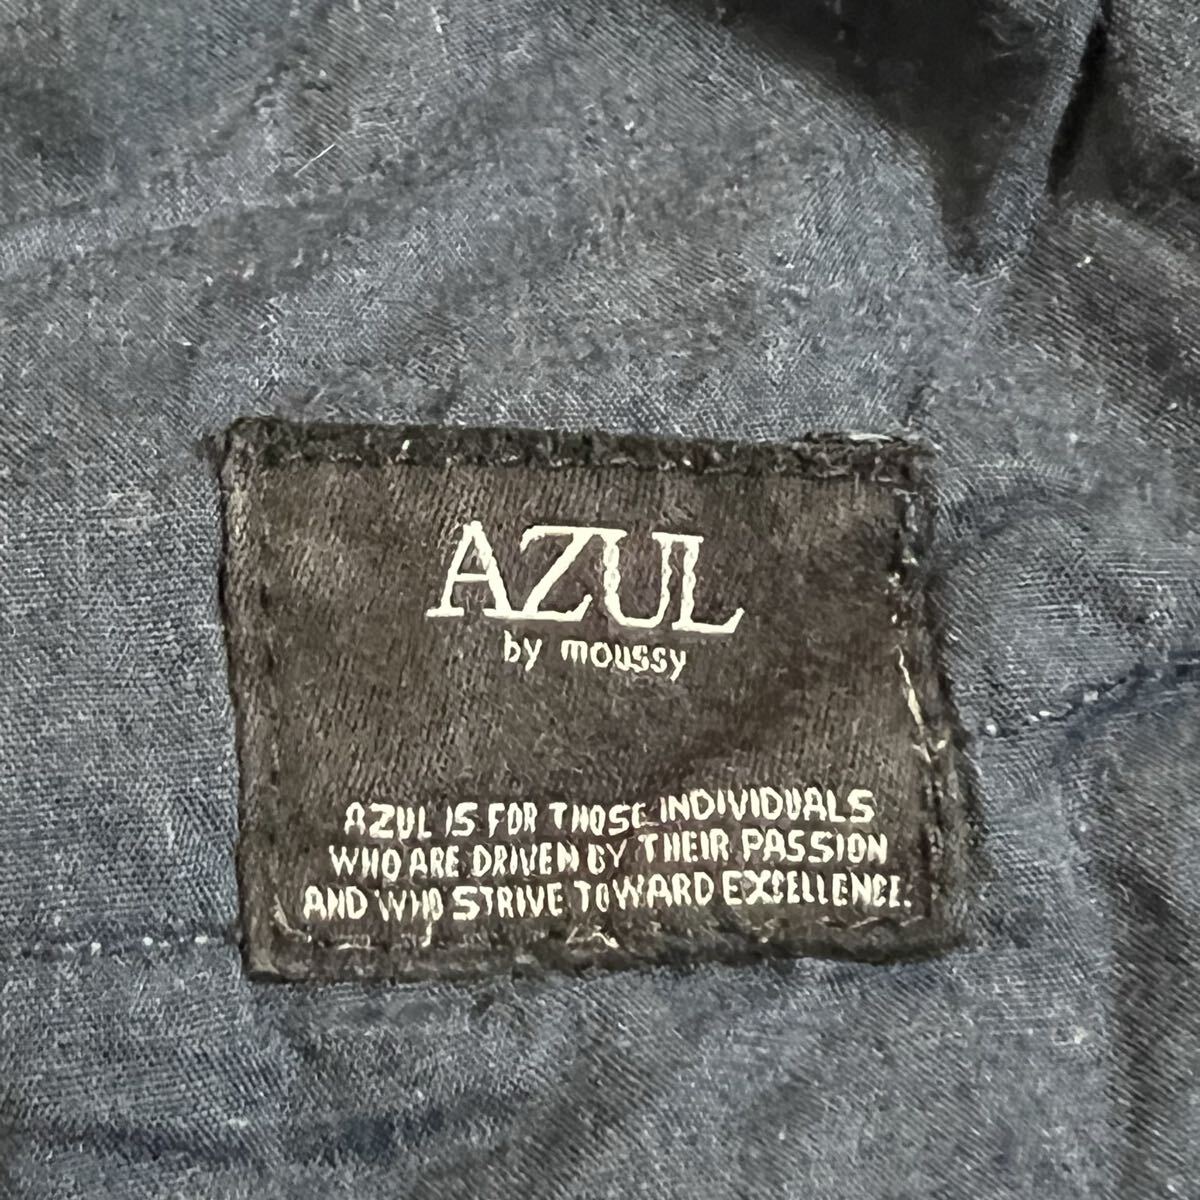 AZUL
by moussy
AZUL IS FOR THOSE INDIVIDUALS
WHO ARE DRIVEN BY THEIR PASSION
AND WHO STRIVE TOWARD EXCELLENCE.